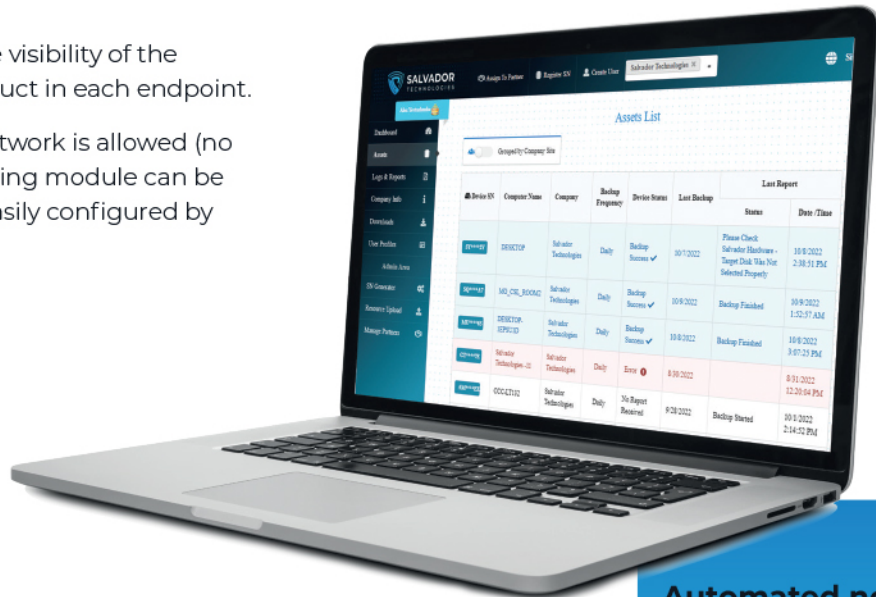 e visibility of the
uct in each endpoint.
twork is allowed (no
ing module can be
asily configured by
SALVADOR
TECHNOLOGIES
Assign To Partner
Register SN
Create User
Salvador Technologies ×
Dashboard
Assets
Logs & Reports
Company Info
Downloads
User Profiles
Admin Area
SN Generator
Resource Upload
Manage Partners
Assets List
Grouped by Company Site
Device SN Computer Name Company Backup Frequency Device Status Last Backup Last Report
Status Date /Time
DESKTOP Salvador Technologies Daily Backup Success ✓ 10/7/2022 Please Check Salvador Hardware - Target Disk Was Not Selected Properly 10/8/2022 2:38:51 PM
Salvador Technologies Daily Backup Success ✓ 10/9/2022 Backup Finished 10/9/2022 1:52:57 AM
Salvador Technologies Daily Backup Success ✓ 10/8/2022 Backup Finished 10/8/2022 3:07:25 PM
Salvador Technologies Daily Error 8/30/2022 8/31/2022 12:20:04 PM
Salvador Technologies Daily No Report Received 9/28/2022 Backup Started 10/1/2022 2:14:52 PM
Automated no